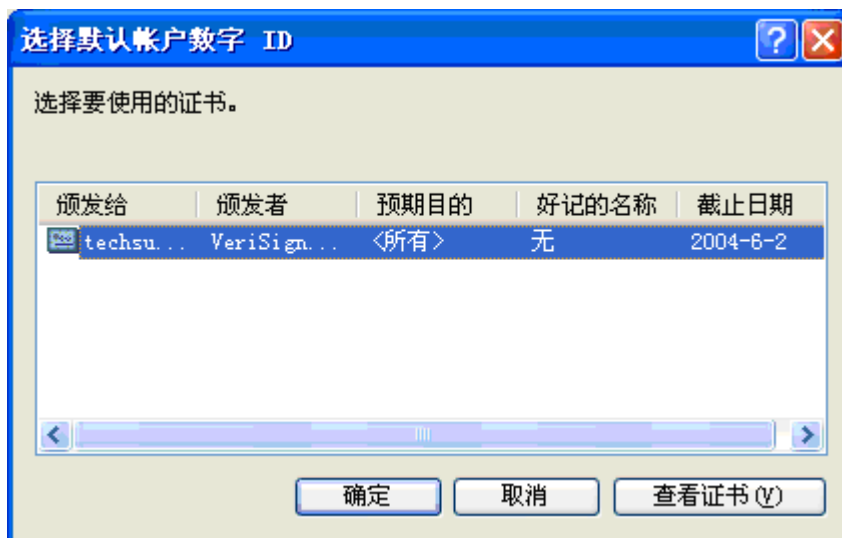 选择默认帐户数字 ID
选择要使用的证书。
颁发给 颁发者 预期目的 好记的名称 截止日期
techsu... VeriSign... <所有> 无 2004-6-2
确定 取消 查看证书(V)